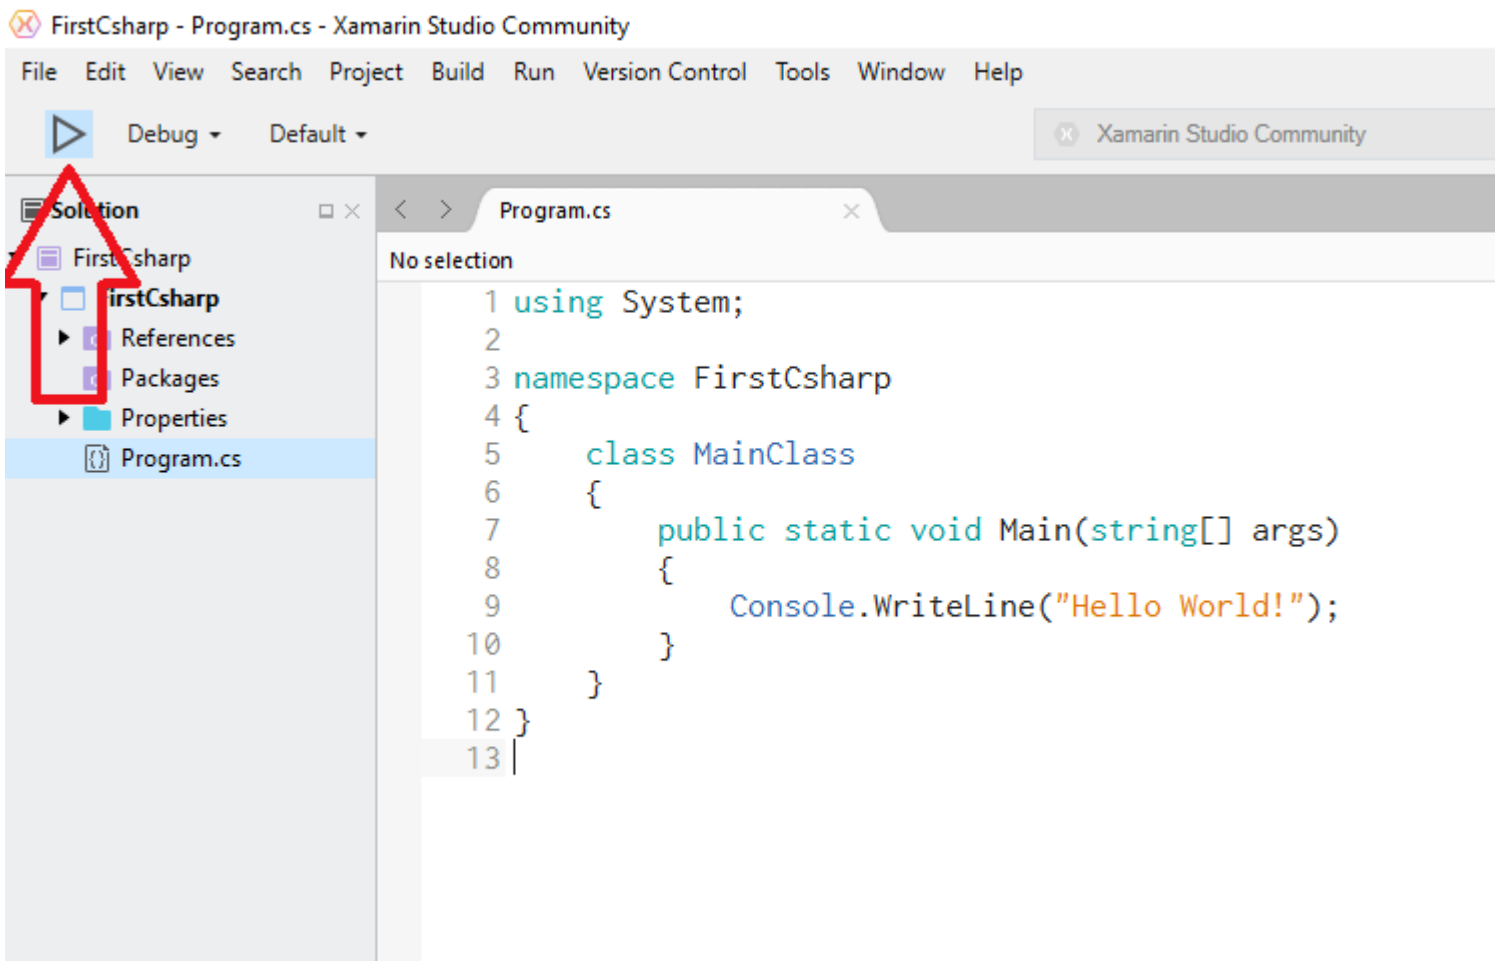 FirstCsharp - Program.cs - Xamarin Studio Community
File Edit View Search Project Build Run Version Control Tools Window Help
Debug Default Xamarin Studio Community
Solution
Program.cs
FirstCsharp
No selection
FirstCsharp
References
Packages
Properties
Program.cs
1 using System;
2
3 namespace FirstCsharp
4 {
5 class MainClass
6 {
7 public static void Main(string[] args)
8 {
9 Console.WriteLine("Hello World!");
10 }
11 }
12 }
13